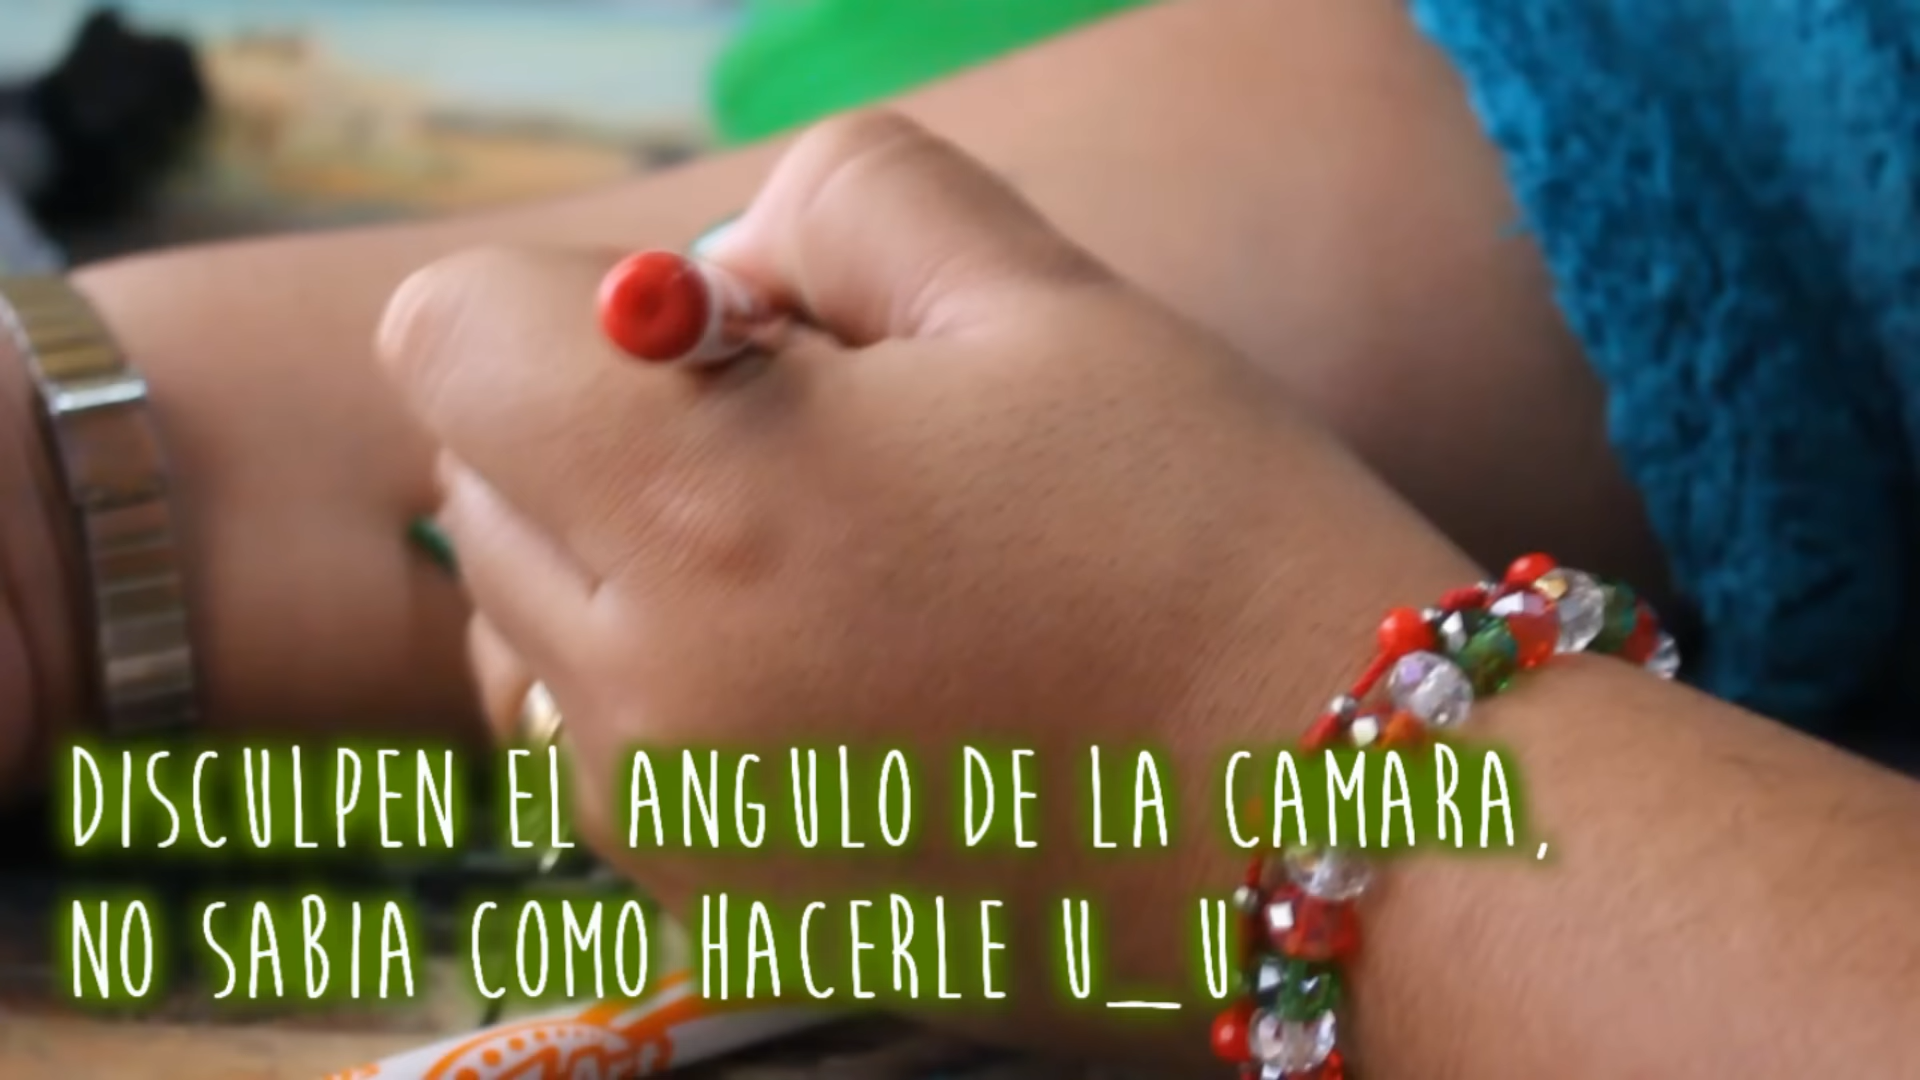 DISCULPEN EL ANGULO DE LA CAMARA,
NO SABIA COMO HACERLE U_U